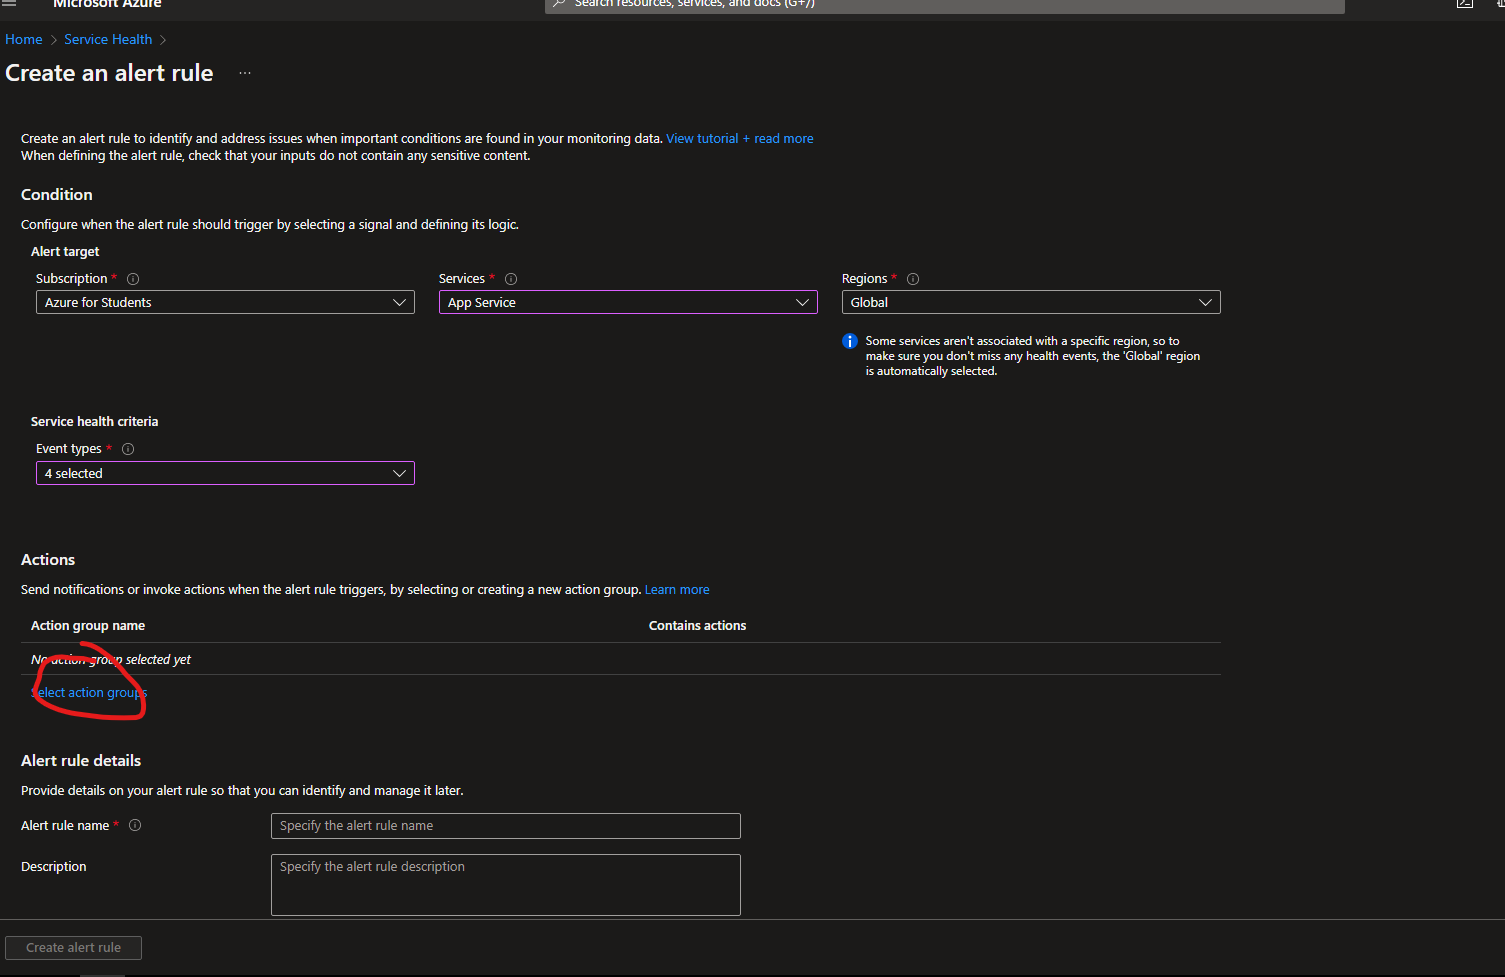 Microsoft Azure
Search resources, services, and docs (G+/)
Home > Service Health >
Create an alert rule ...
Create an alert rule to identify and address issues when important conditions are found in your monitoring data. View tutorial + read more
When defining the alert rule, check that your inputs do not contain any sensitive content.
Condition
Configure when the alert rule should trigger by selecting a signal and defining its logic.
Alert target
Subscription * Services * Regions *
Azure for Students App Service Global
Some services aren't associated with a specific region, so to
make sure you don't miss any health events, the 'Global' region
is automatically selected.
Service health criteria
Event types *
4 selected
Actions
Send notifications or invoke actions when the alert rule triggers, by selecting or creating a new action group. Learn more
Action group name Contains actions
No action group selected yet
Select action groups
Alert rule details
Provide details on your alert rule so that you can identify and manage it later.
Alert rule name * Specify the alert rule name
Description Specify the alert rule description
Create alert rule